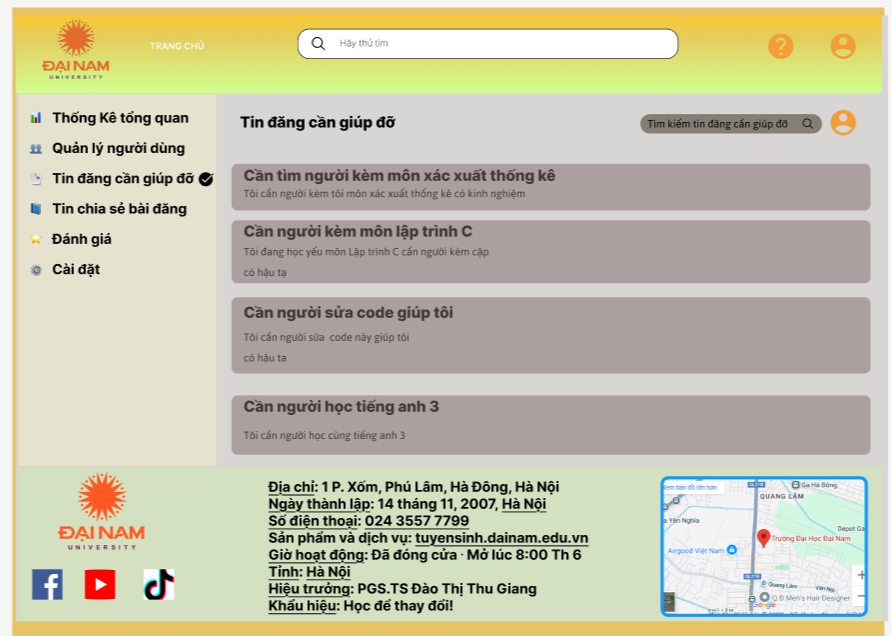 ĐẠI NAM
UNIVERSITY
TRANG CHỦ
Hãy thử tìm
?
Thống Kê tổng quan
Quản lý người dùng
Tin đăng cần giúp đỡ
Tin chia sẻ bài đăng
Đánh giá
Cài đặt
Tin đăng cần giúp đỡ
Tìm kiếm tin đăng cần giúp đỡ
Cần tìm người kèm môn xác xuất thống kê
Tôi cần người kèm tôi môn xác xuất thống kê có kinh nghiệm
Cần người kèm môn lập trình C
Tôi đang học yếu môn Lập trình C cần người kèm cặp
có hậu tạ
Cần người sửa code giúp tôi
Tôi cần người sửa code này giúp tôi
có hậu tạ
Cần người học tiếng anh 3
Tôi cần người học cùng tiếng anh 3
ĐẠI NAM
UNIVERSITY
Địa chỉ: 1 P. Xốm, Phú Lâm, Hà Đông, Hà Nội
Ngày thành lập: 14 tháng 11, 2007, Hà Nội
Số điện thoại: 024 3557 7799
Sản phẩm và dịch vụ: tuyensinh.dainam.edu.vn
Giờ hoạt động: Đã đóng cửa · Mở lúc 8:00 Th 6
Tỉnh: Hà Nội
Hiệu trưởng: PGS.TS Đào Thị Thu Giang
Khẩu hiệu: Học để thay đổi!
Xem bản đồ lớn hơn
QL21B
Ga Hà Đông
QUANG LÃM
Yên Nghĩa
Depot Ga
Trường Đại Học Đại Nam
Airgood Việt Nam
QL21B
Quang Lãm
Văn Nội
Q.Đ Men's Hair Designer
PHÚ LÃM
Google